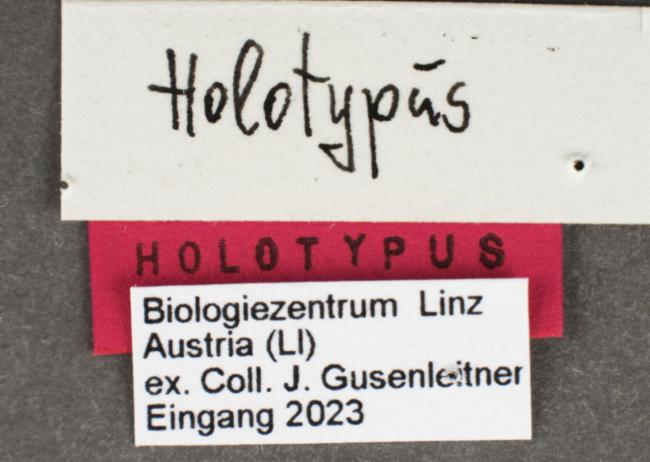 Holotypus
HOLOTYPUS
Biologiezentrum Linz
Austria (LI)
ex. Coll. J. Gusenleitner
Eingang 2023